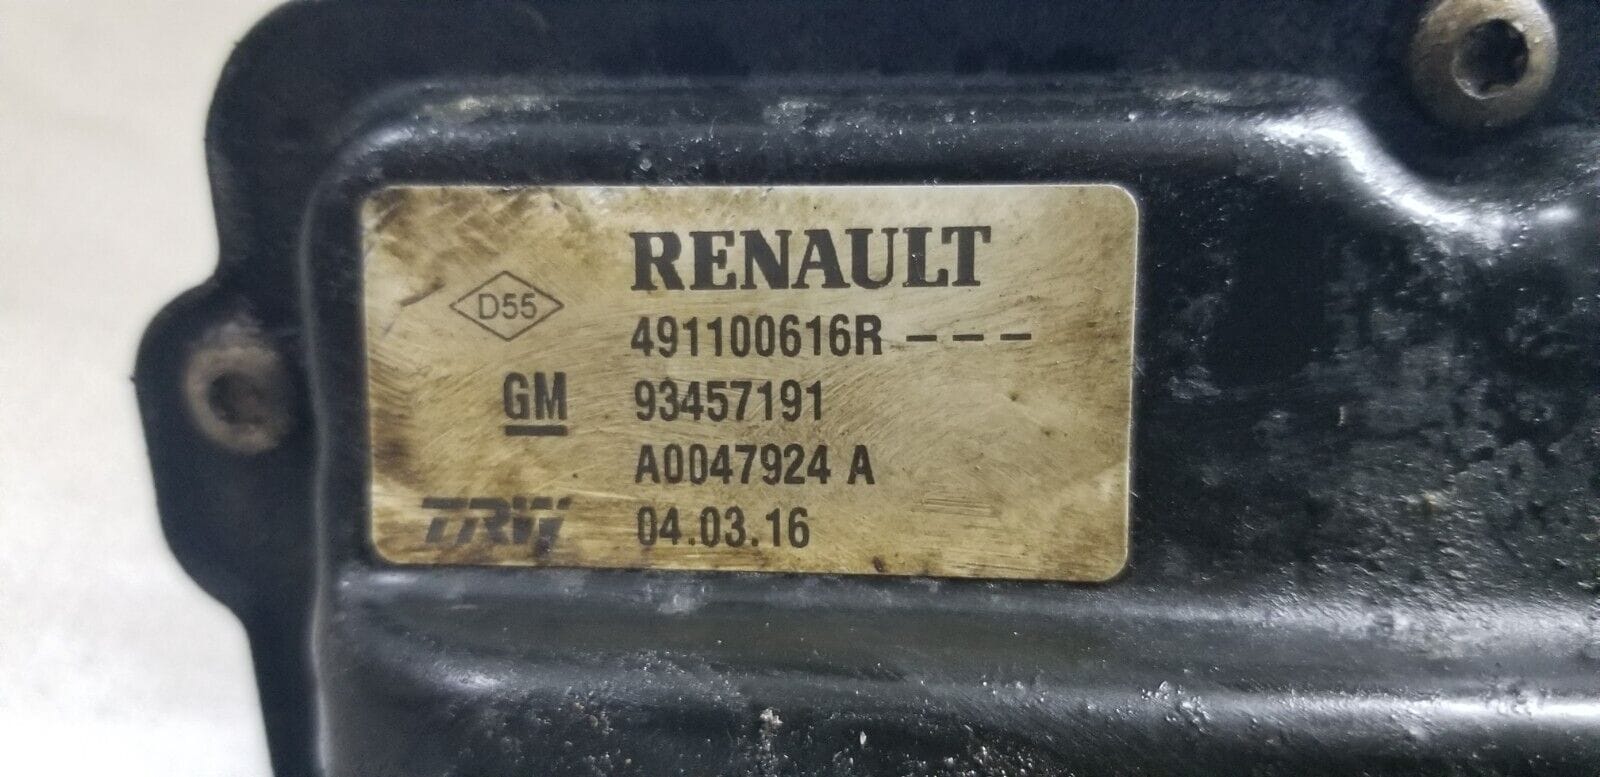 RENAULT
D55
491100616R – – –
GM 93457191
A0047924 A
TRW 04.03.16